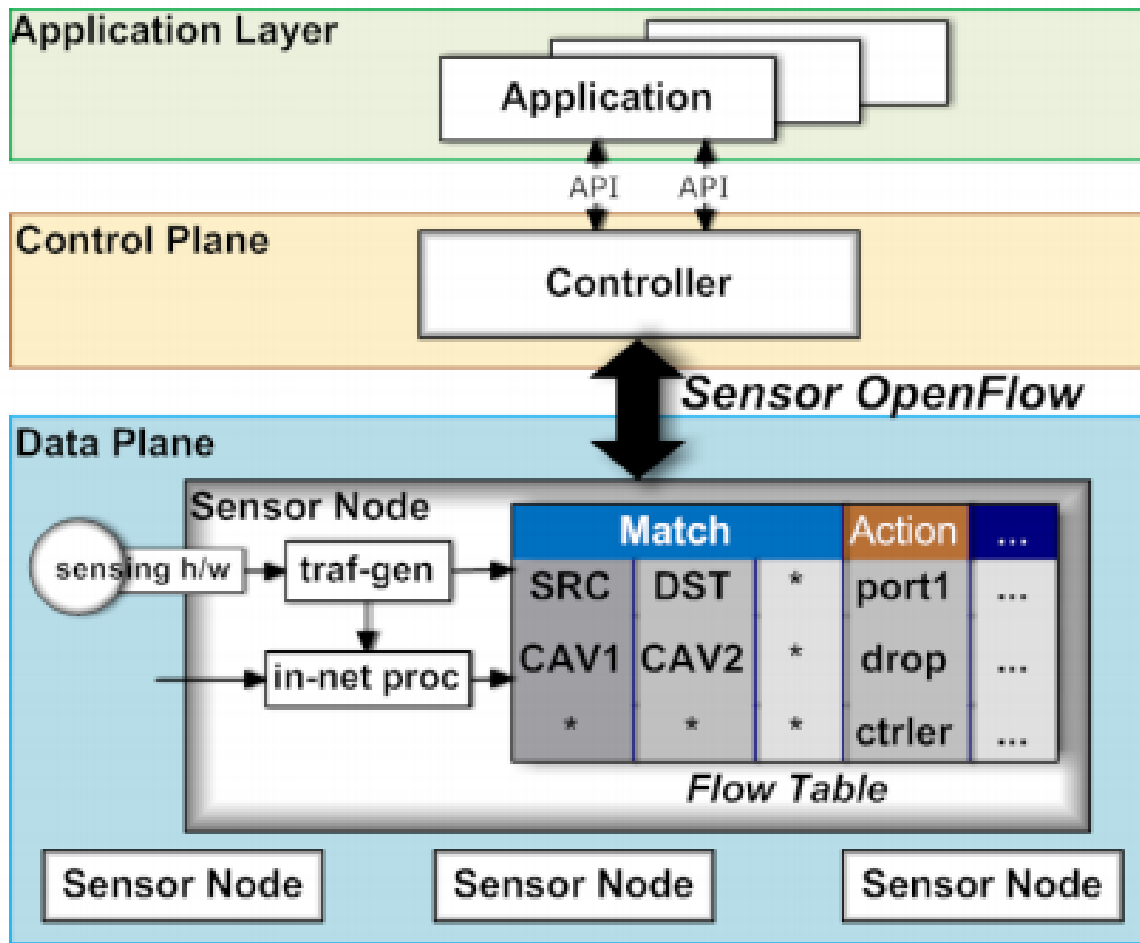 Application Layer
Application
API API
Control Plane
Controller
Sensor OpenFlow
Data Plane
Sensor Node
Match Action ...
sensing h/w traf-gen SRC DST * port1 ...
in-net proc CAV1 CAV2 * drop ...
* * * ctrler ...
Flow Table
Sensor Node Sensor Node Sensor Node